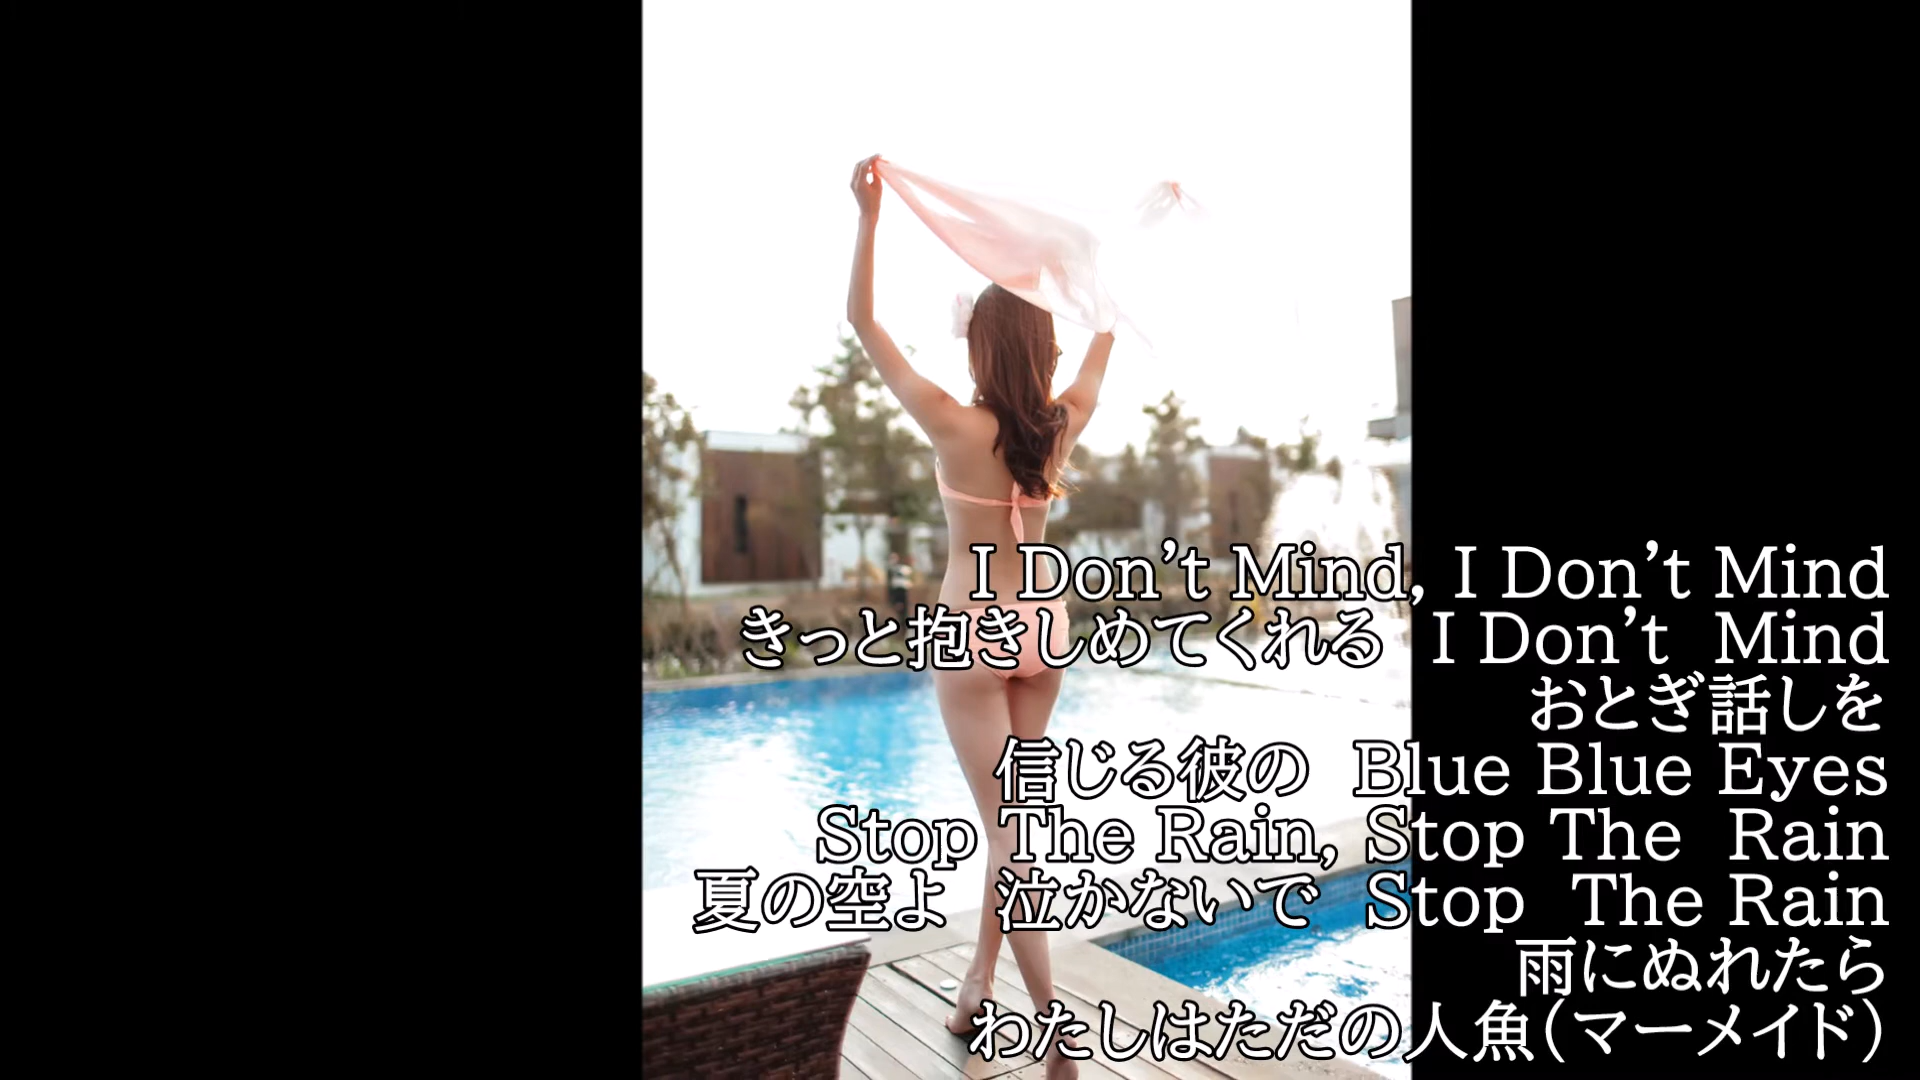 I Don't Mind, I Don't Mind
きっと抱きしめてくれる I Don't Mind
おとぎ話しを
信じる彼の Blue Blue Eyes
Stop The Rain, Stop The Rain
夏の空よ 泣かないで Stop The Rain
雨にぬれたら
わたしはただの人魚(マーメイド)